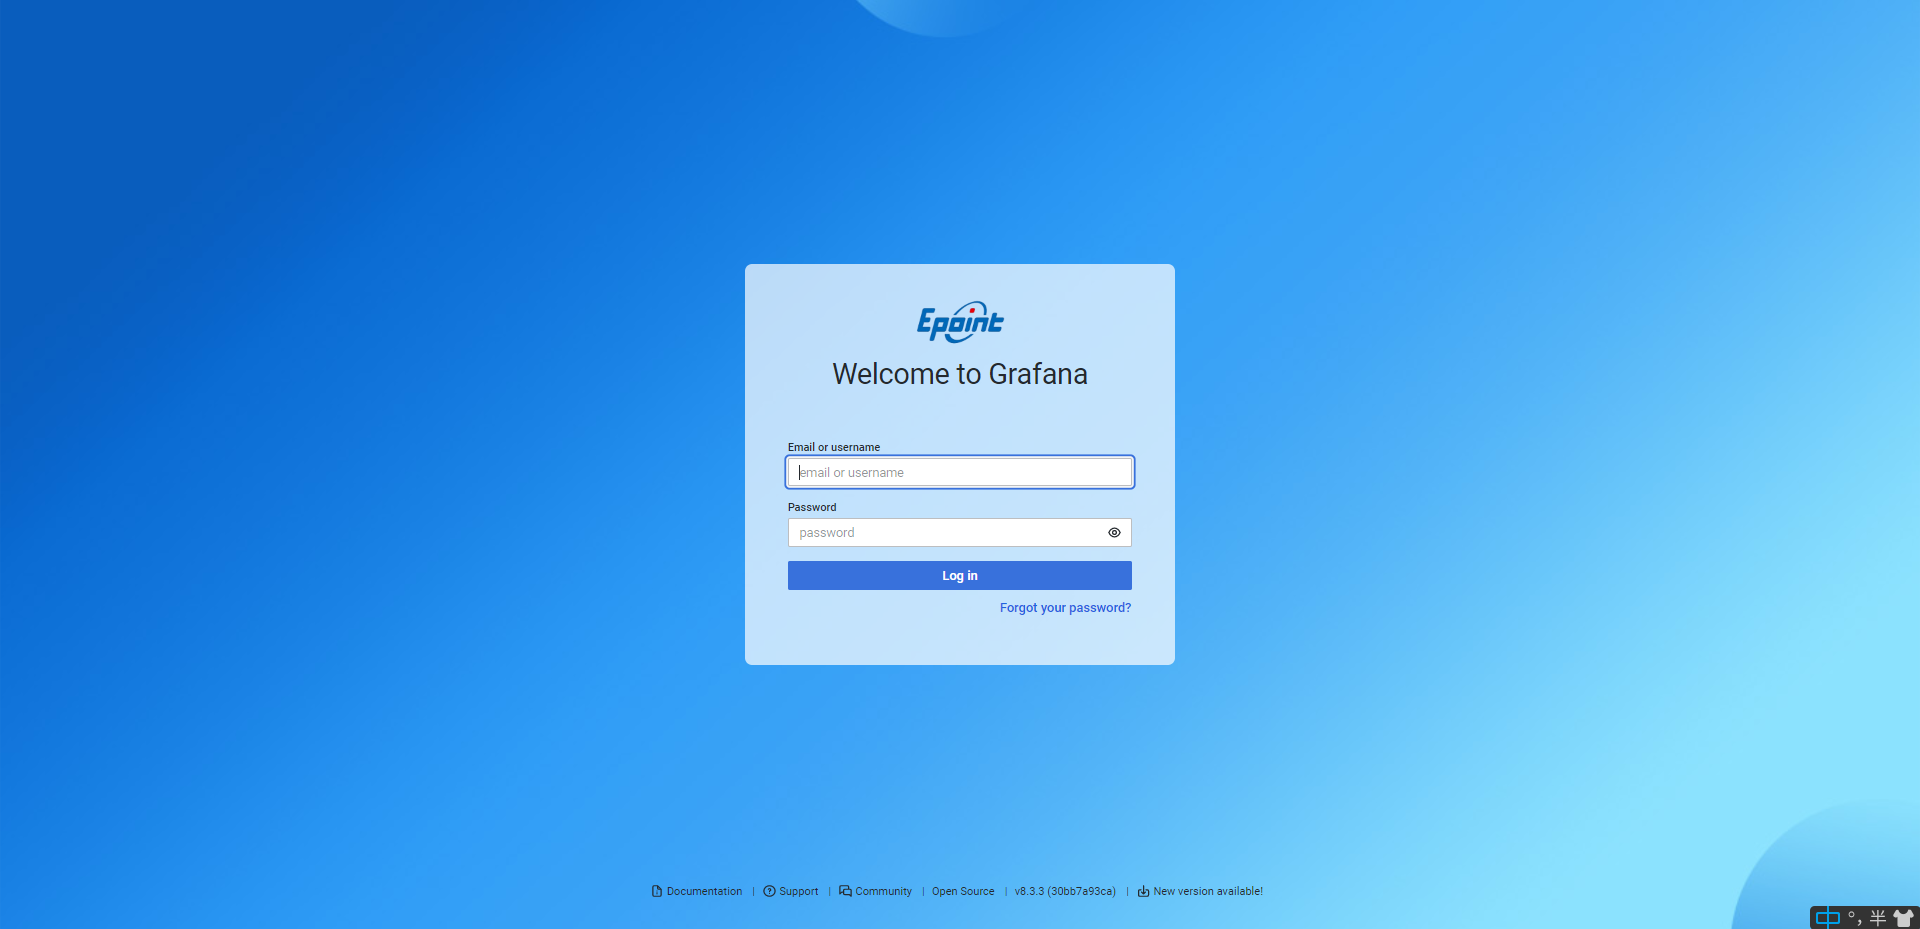 Epoint
Welcome to Grafana
Email or username
email or username
Password
password
Log in
Forgot your password?
Documentation | Support | Community | Open Source | v8.3.3 (30bb7a93ca) | New version available!
中 °, 半